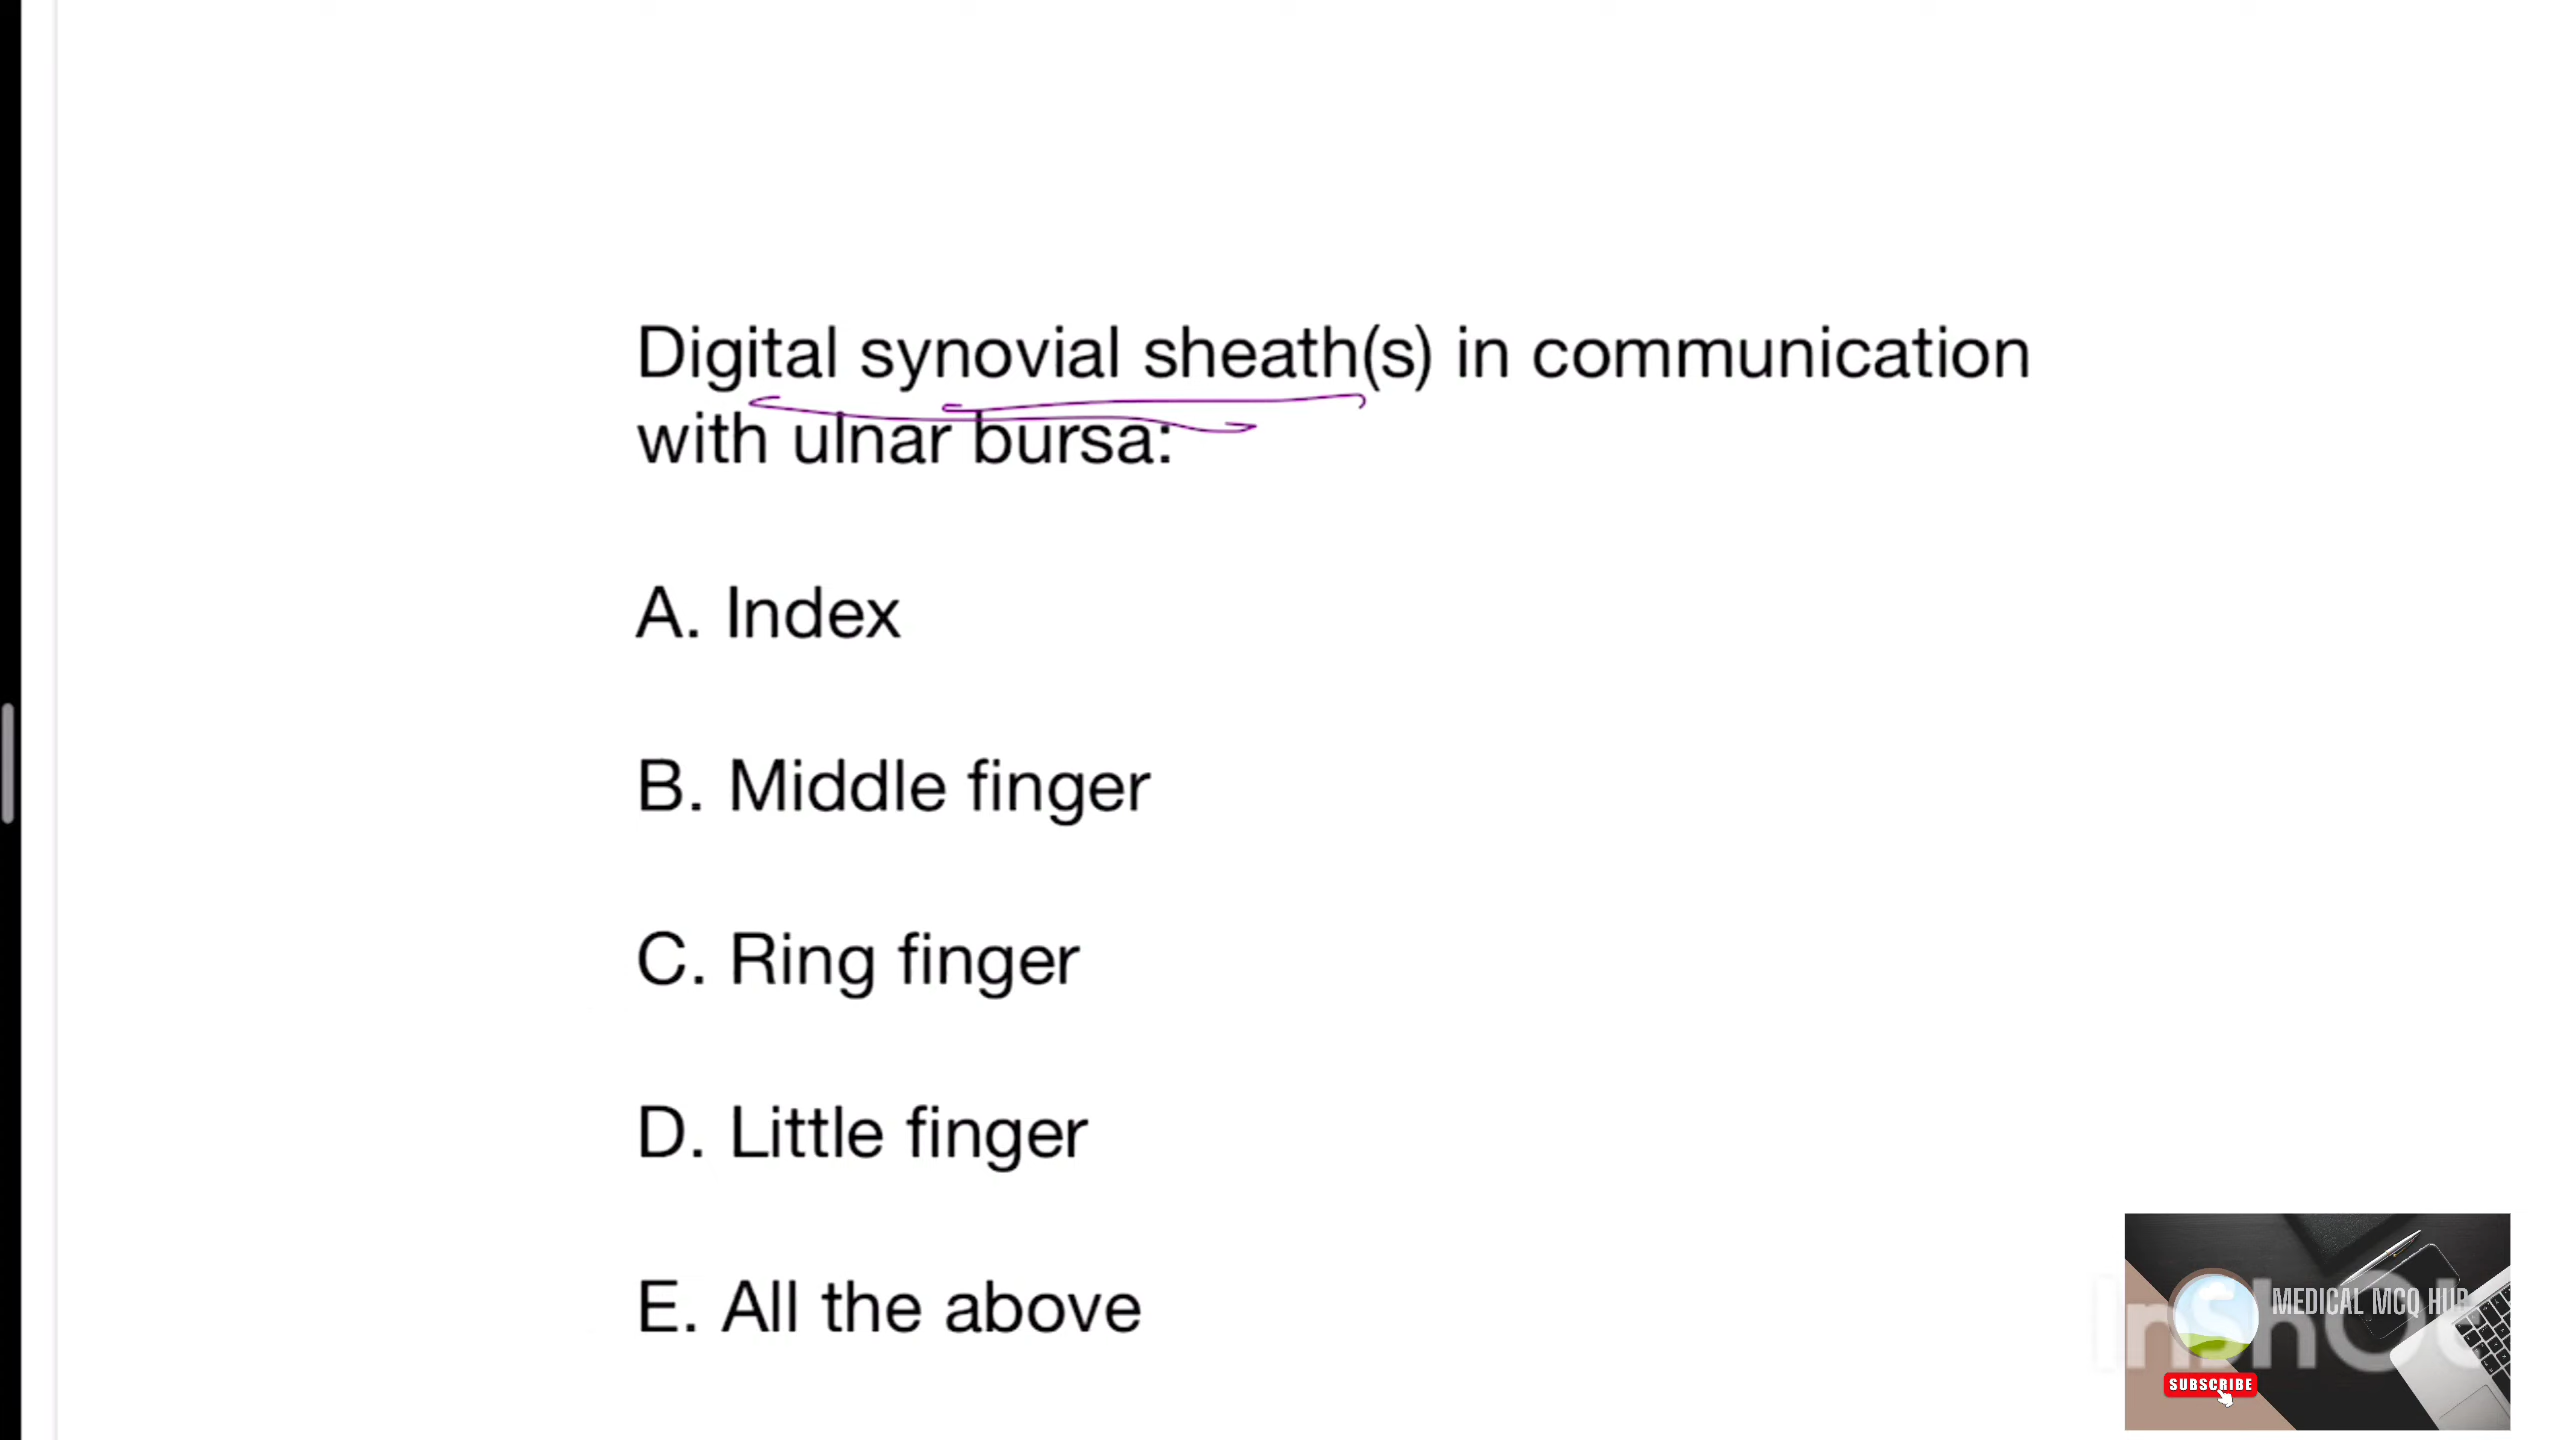 Digital synovial sheath(s) in communication
with ulnar bursa:
A. Index
B. Middle finger
C. Ring finger
D. Little finger
E. All the above
MEDICAL MCQ HUB
InShOt
SUBSCRIBE